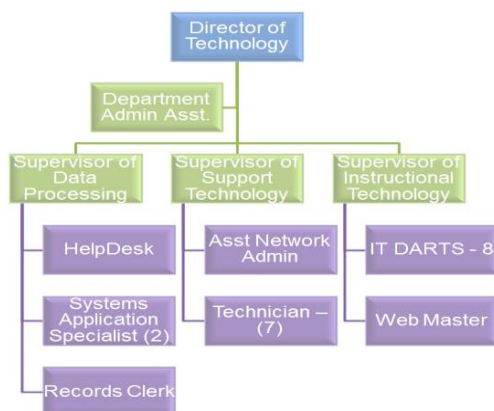 Director of
Technology
Department
Admin Asst.
Supervisor of
Data
Processing
Supervisor of
Support
Technology
Supervisor of
Instructional
Technology
HelpDesk
Asst Network
Admin
IT DARTS - 8
Systems
Application
Specialist (2)
Technician – (7)
Web Master
Records Clerk